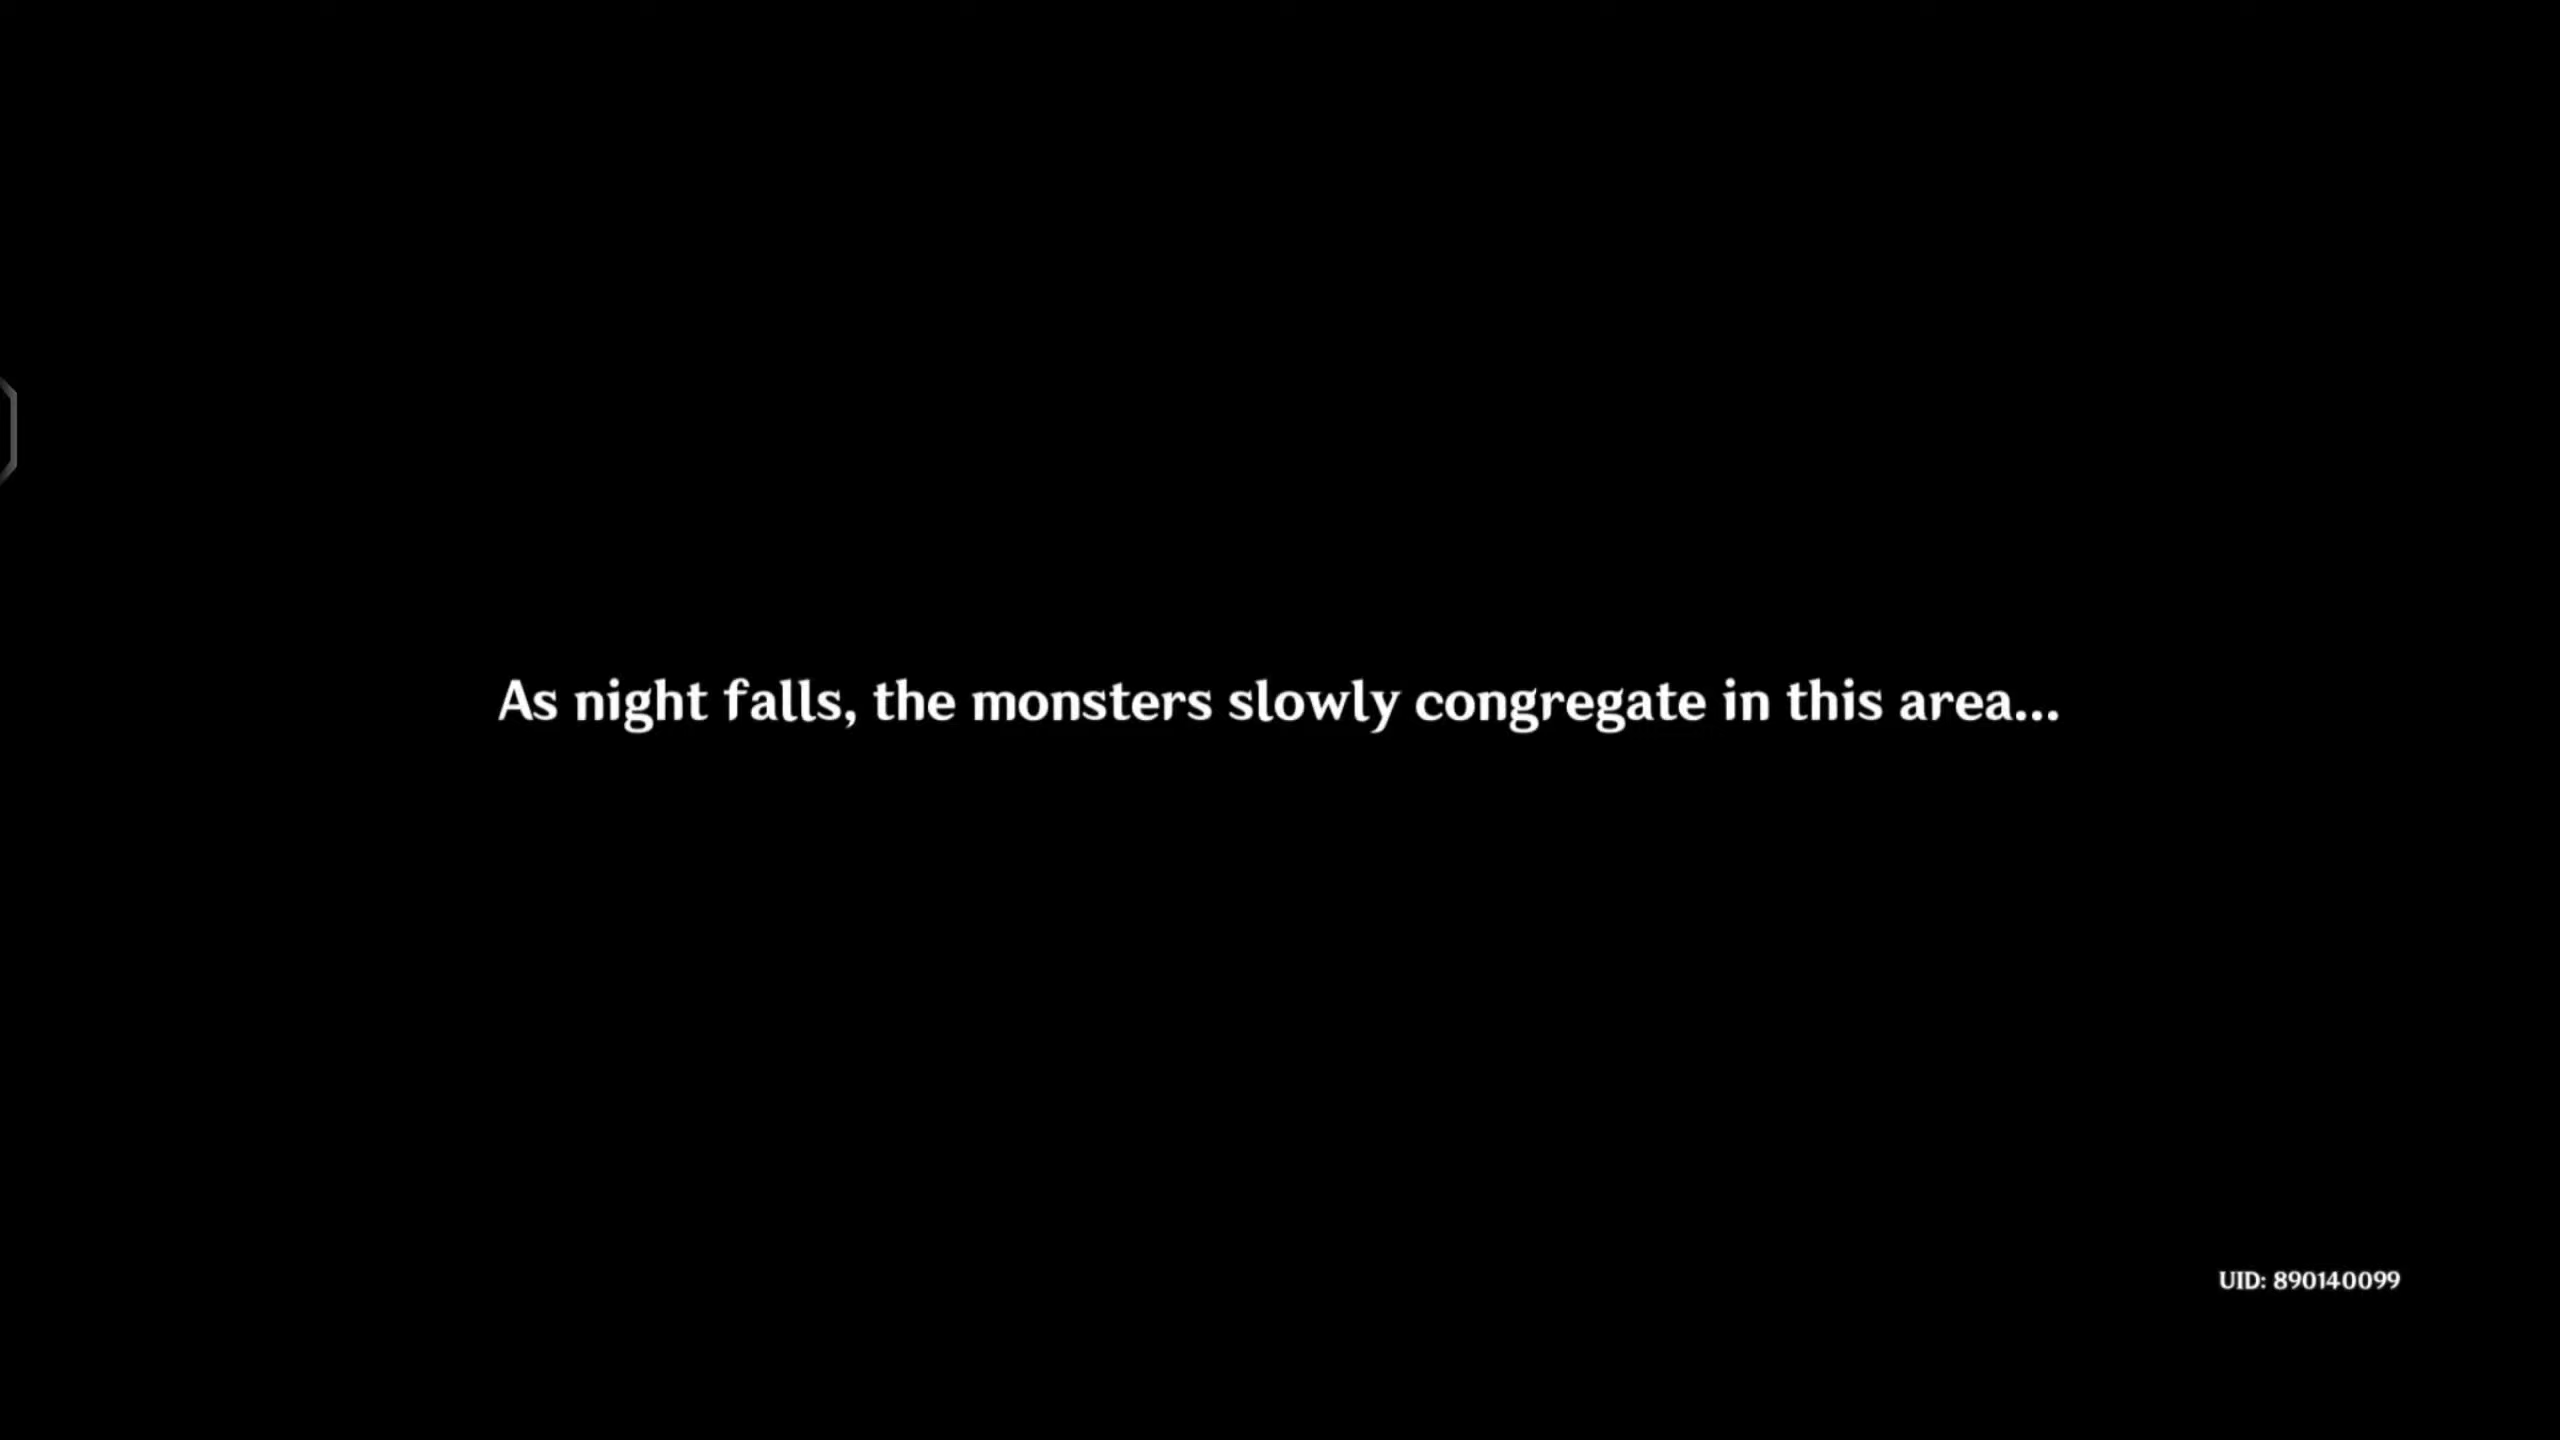 As night falls, the monsters slowly congregate in this area...
UID: 890140099